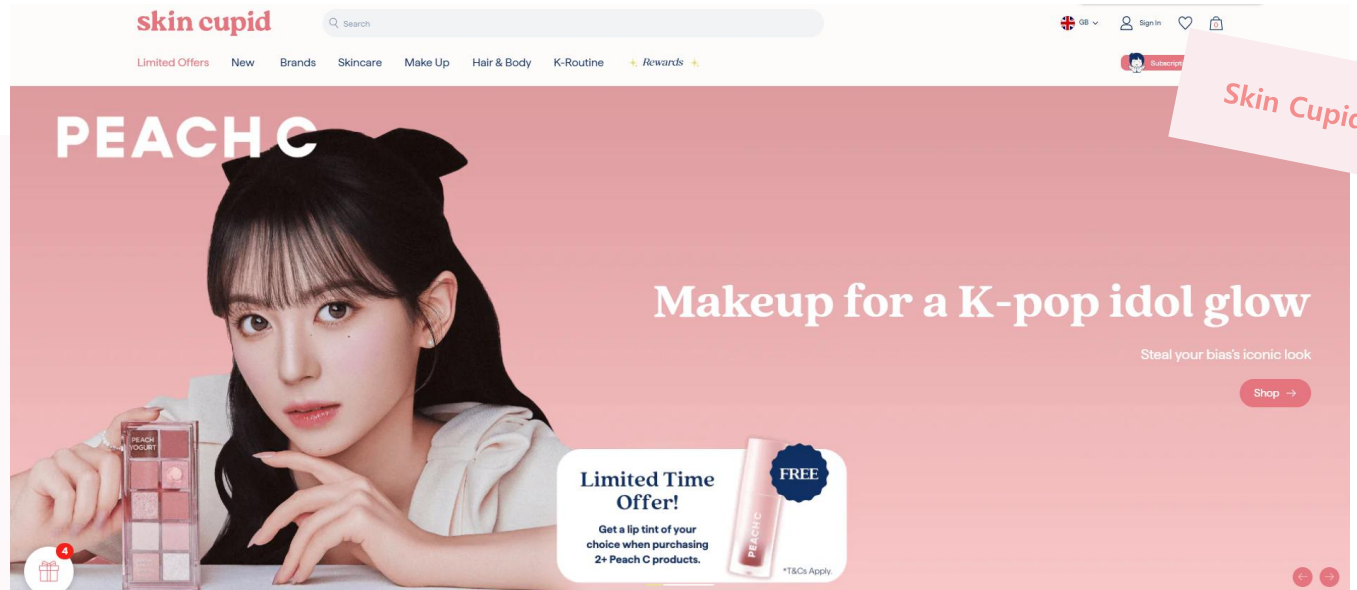 skin cupid
Search
GB
Sign In
0
Limited Offers
New
Brands
Skincare
Make Up
Hair & Body
K-Routine
Rewards
Skin Cupid
PEACH C
Makeup for a K-pop idol glow
Steal your bias's iconic look
Shop →
PEACH
YOGURT
Limited Time
Offer!
Get a lip tint of your
choice when purchasing
2+ Peach C products.
FREE
PEACH C
*T&Cs Apply.
4